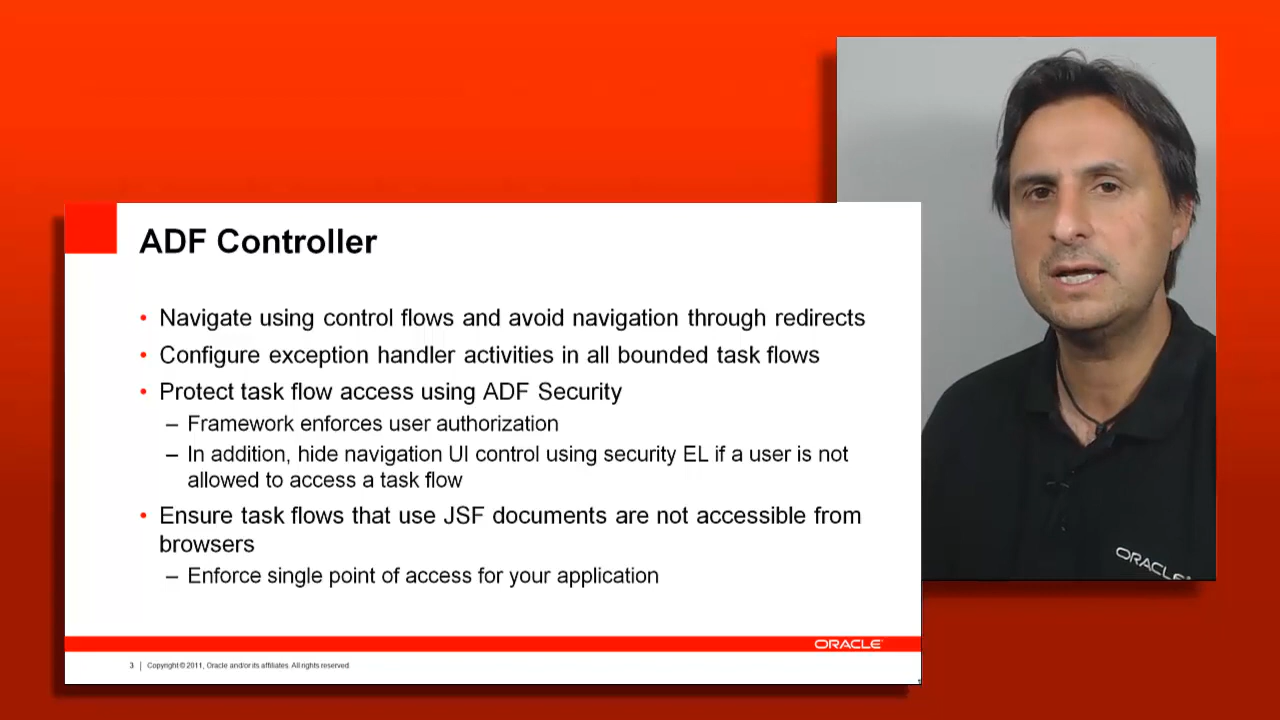 ADF Controller
• Navigate using control flows and avoid navigation through redirects
• Configure exception handler activities in all bounded task flows
• Protect task flow access using ADF Security
– Framework enforces user authorization
– In addition, hide navigation UI control using security EL if a user is not
allowed to access a task flow
• Ensure task flows that use JSF documents are not accessible from
browsers
– Enforce single point of access for your application
ORACLE
ORACLE
3 | Copyright © 2011, Oracle and/or its affiliates. All rights reserved